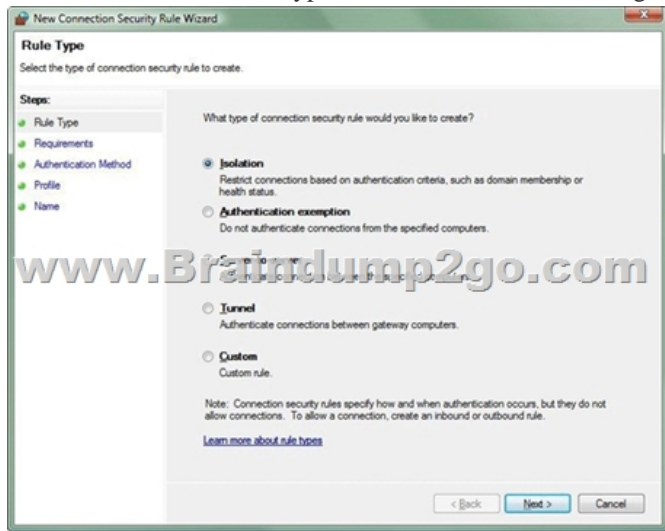 New Connection Security Rule Wizard
Rule Type
Select the type of connection security rule to create.
Steps:
Rule Type
Requirements
Authentication Method
Profile
Name
What type of connection security rule would you like to create?
Isolation
Restrict connections based on authentication criteria, such as domain membership or
health status.
Authentication exemption
Do not authenticate connections from the specified computers.
www.Braindump2go.com
Tunnel
Authenticate connections between gateway computers.
Custom
Custom rule.
Note: Connection security rules specify how and when authentication occurs, but they do not
allow connections. To allow a connection, create an inbound or outbound rule.
Learn more about rule types
< Back
Next >
Cancel